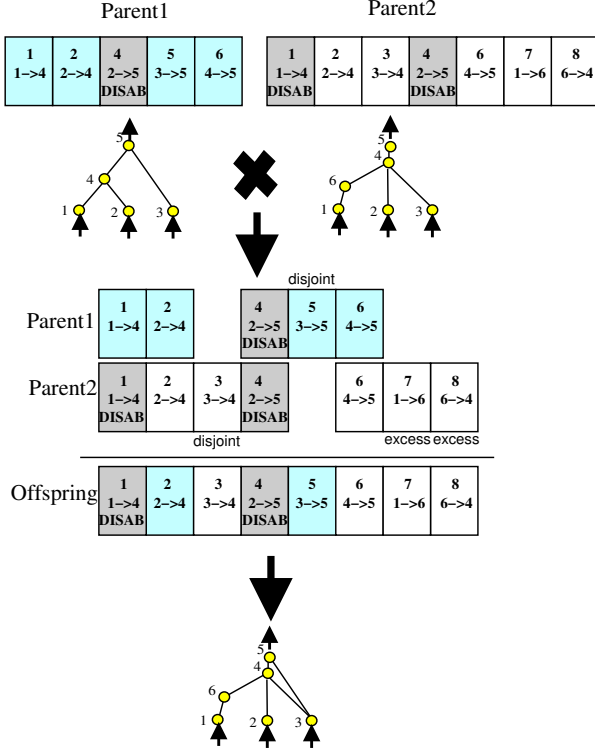 Parent1 Parent2
1 2 4 5 6 1 2 3 4 6 7 8
1->4 2->4 2->5 3->5 4->5 1->4 2->4 3->4 2->5 4->5 1->6 6->4
DISAB DISAB DISAB
5 5
4 4
6
1 2 3 1 2 3
disjoint
Parent1
1 2 4 5 6
1->4 2->4 2->5 3->5 4->5
DISAB
Parent2
1 2 3 4 6 7 8
1->4 2->4 3->4 2->5 4->5 1->6 6->4
DISAB DISAB
disjoint excess excess
Offspring
1 2 3 4 5 6 7 8
1->4 2->4 3->4 2->5 3->5 4->5 1->6 6->4
DISAB DISAB
5
4
6
1 2 3